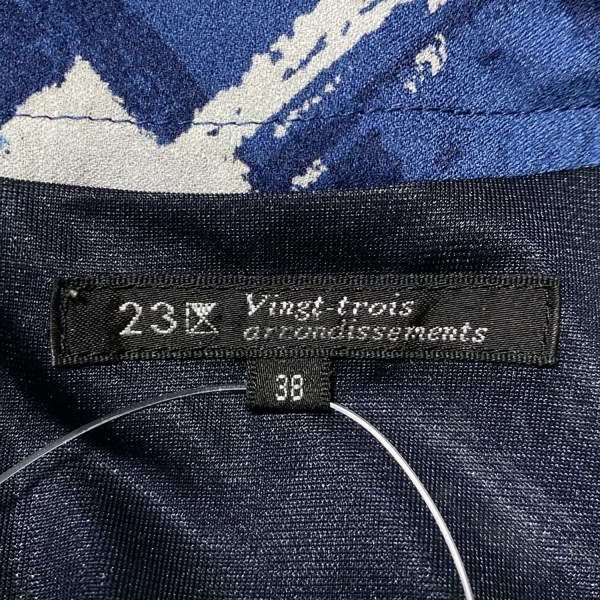 23区 Vingt-trois
arrondissements
38